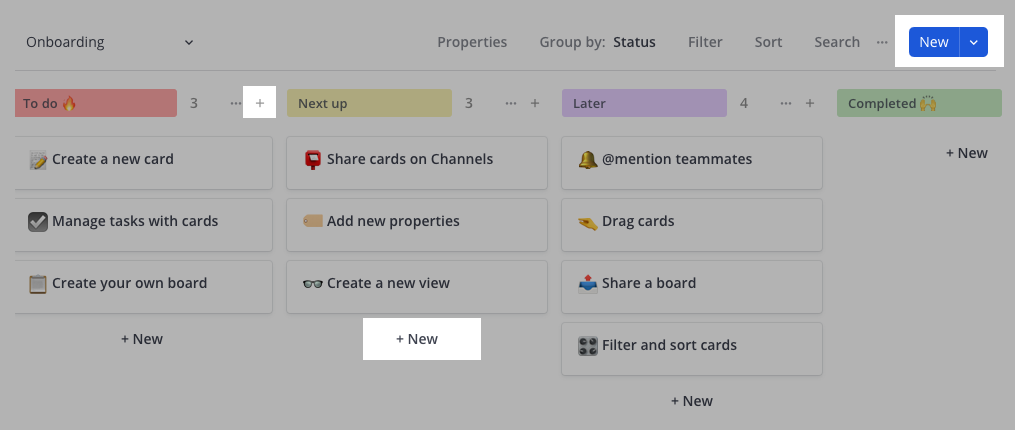 Onboarding
Properties Group by: Status Filter Sort Search ··· New
To do 🔥 3 ··· +
Create a new card
Manage tasks with cards
Create your own board
+ New
Next up 3 ··· +
Share cards on Channels
Add new properties
Create a new view
+ New
Later 4 ··· +
@mention teammates
Drag cards
Share a board
Filter and sort cards
+ New
Completed 🙌
+ New